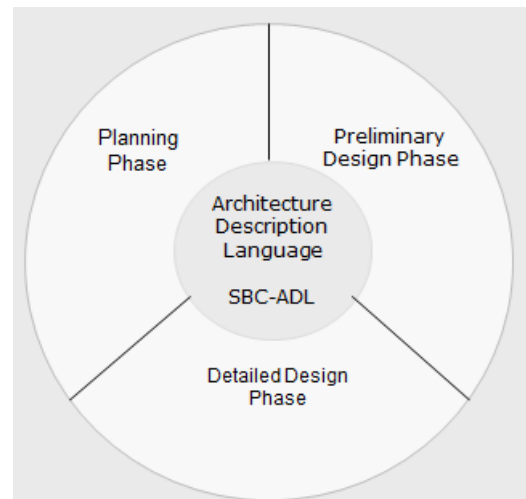 Planning
Phase
Preliminary
Design Phase
Architecture
Description
Language
SBC-ADL
Detailed Design
Phase